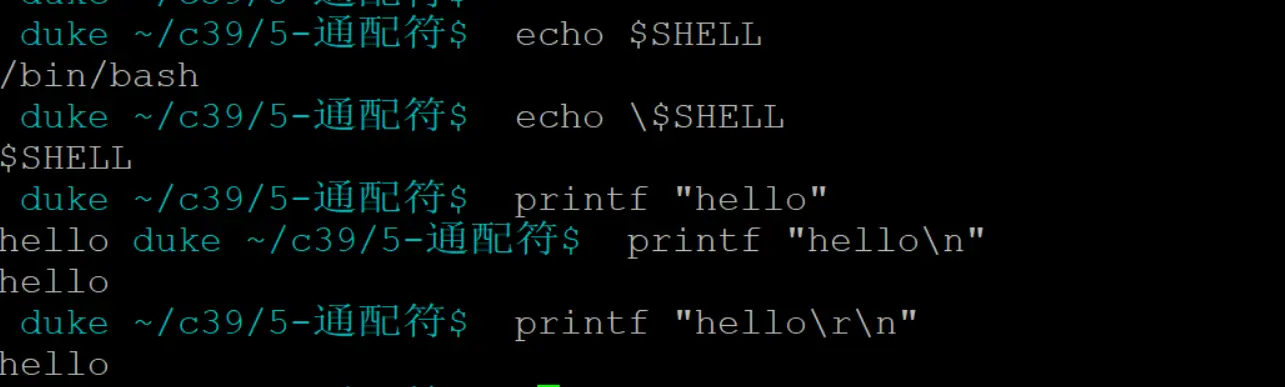 duke ~/c39/5-通配符$  echo $SHELL
/bin/bash
duke ~/c39/5-通配符$  echo \$SHELL
$SHELL
duke ~/c39/5-通配符$  printf "hello"
hello duke ~/c39/5-通配符$  printf "hello\n"
hello
duke ~/c39/5-通配符$  printf "hello\r\n"
hello